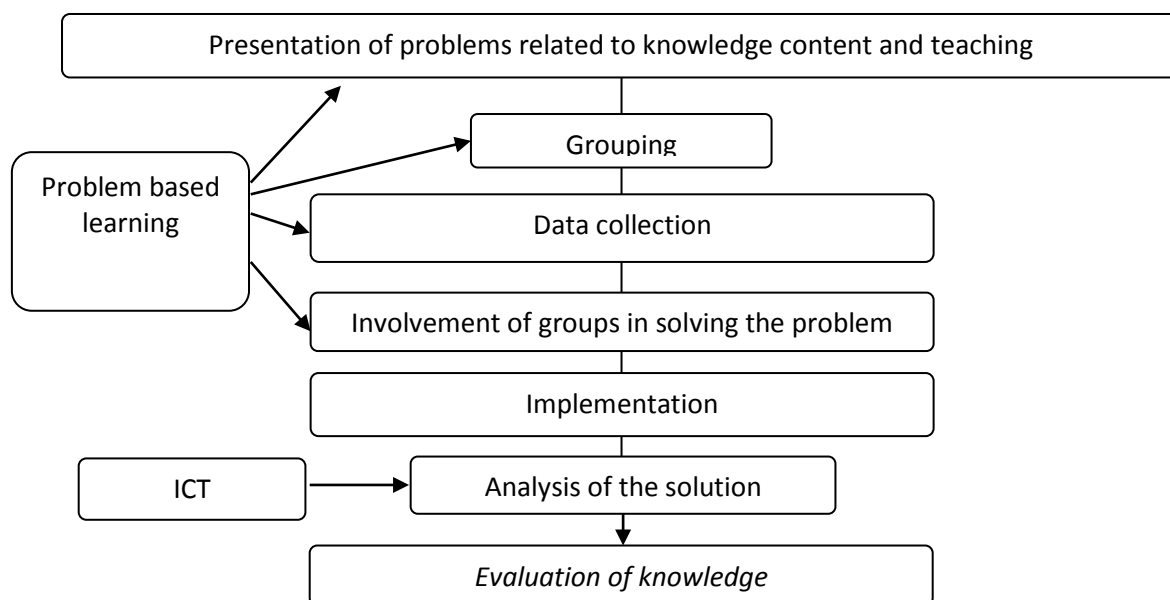 Presentation of problems related to knowledge content and teaching
Grouping
Problem based
learning
Data collection
Involvement of groups in solving the problem
Implementation
ICT
Analysis of the solution
Evaluation of knowledge